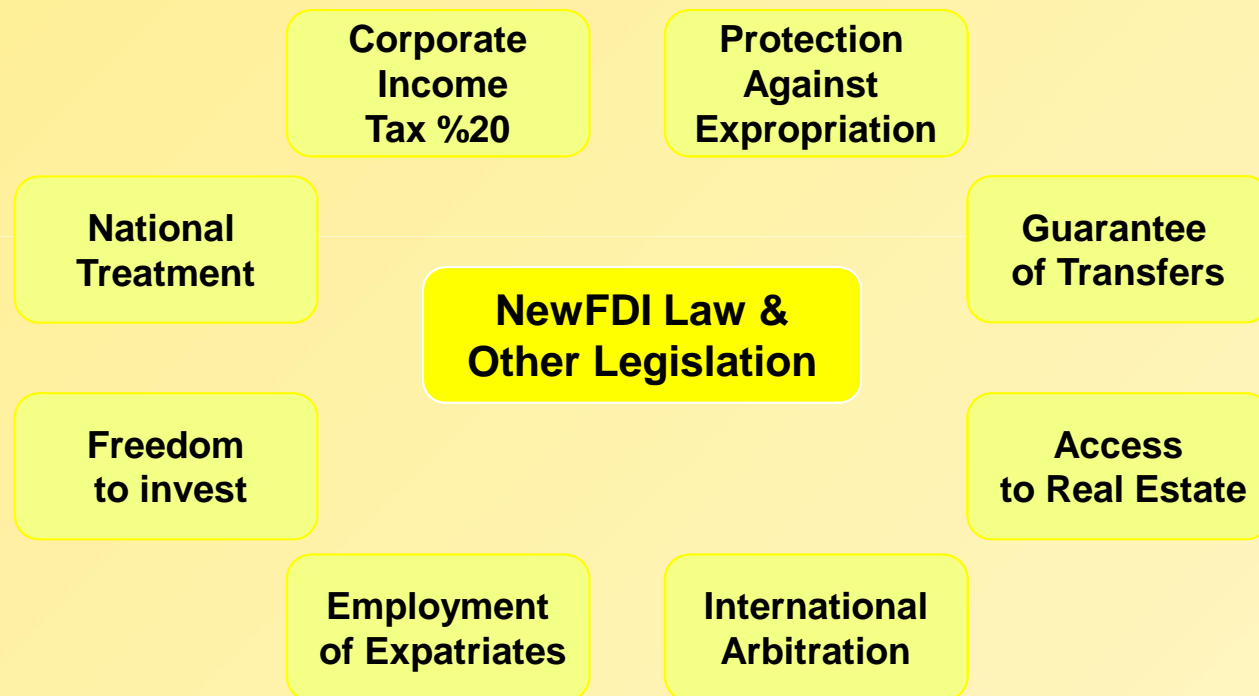 Corporate
Income
Tax %20
Protection
Against
Expropriation
National
Treatment
Guarantee
of Transfers
NewFDI Law &
Other Legislation
Freedom
to invest
Access
to Real Estate
Employment
of Expatriates
International
Arbitration